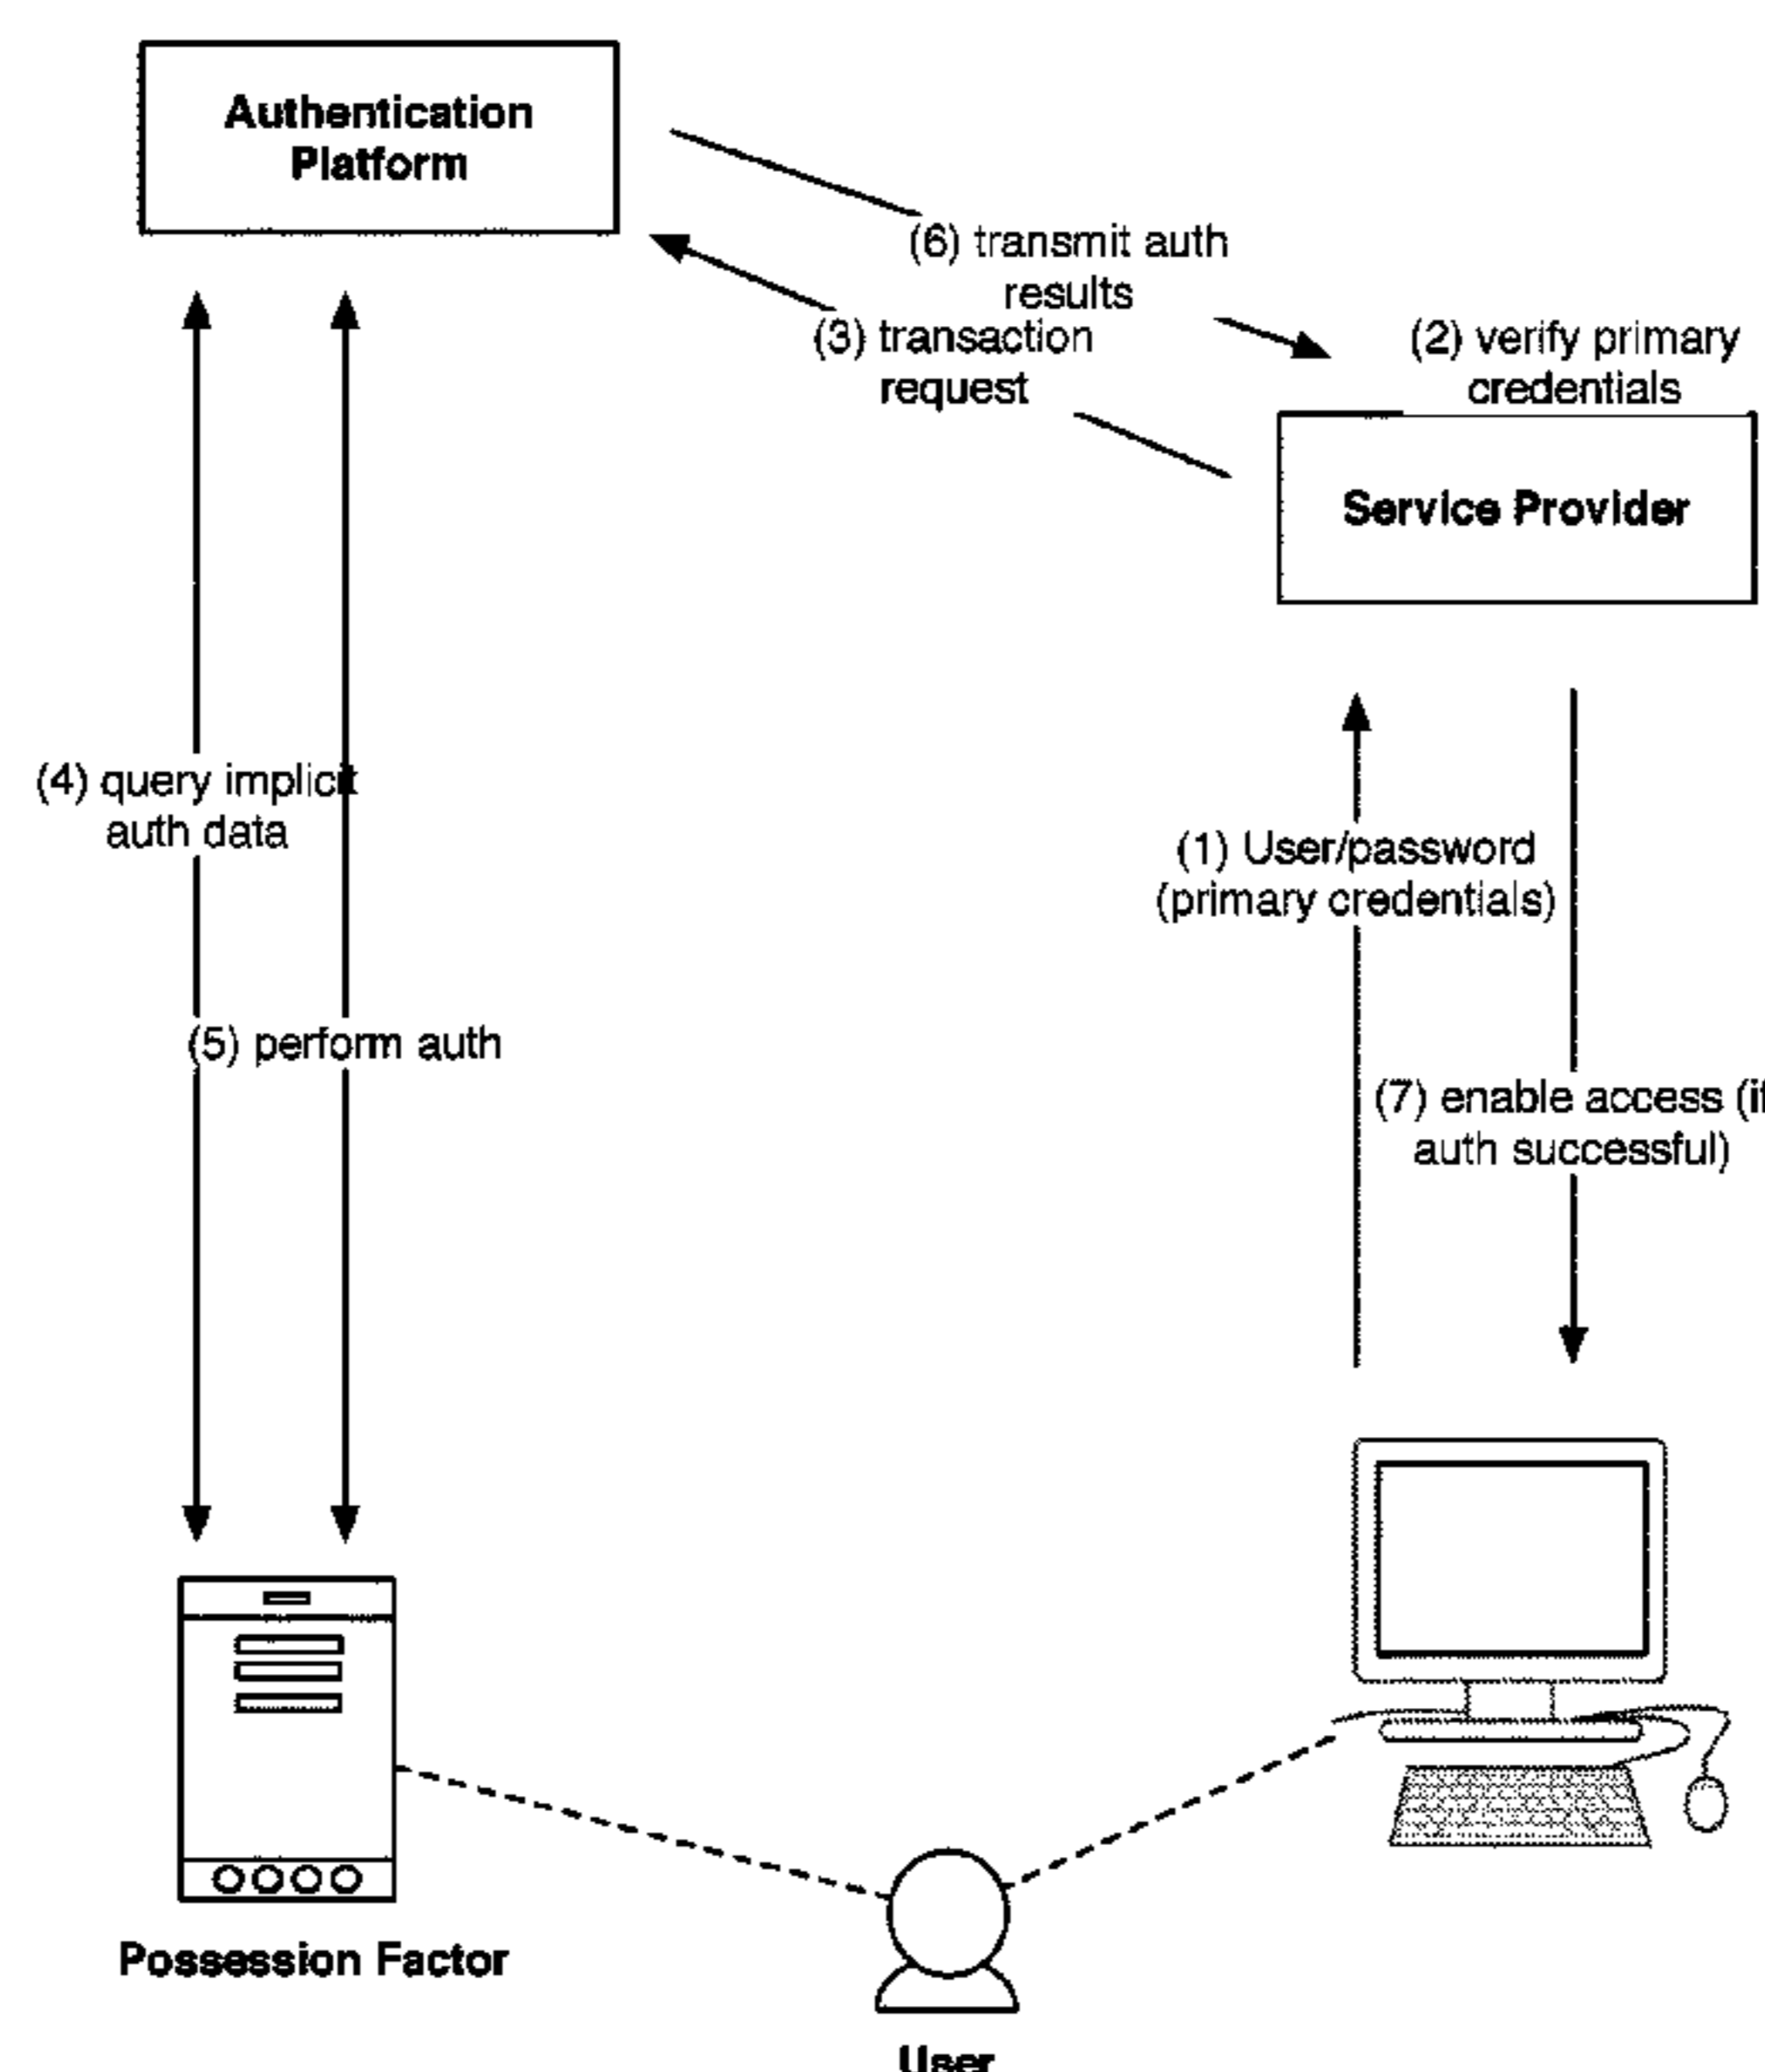 Authentication
Platform
(6) transmit auth
results
(3) transaction
request
(2) verify primary
credentials
Service Provider
(4) query implicit
auth data
(1) User/password
(primary credentials)
(5) perform auth
(7) enable access (if
auth successful)
Possession Factor
User